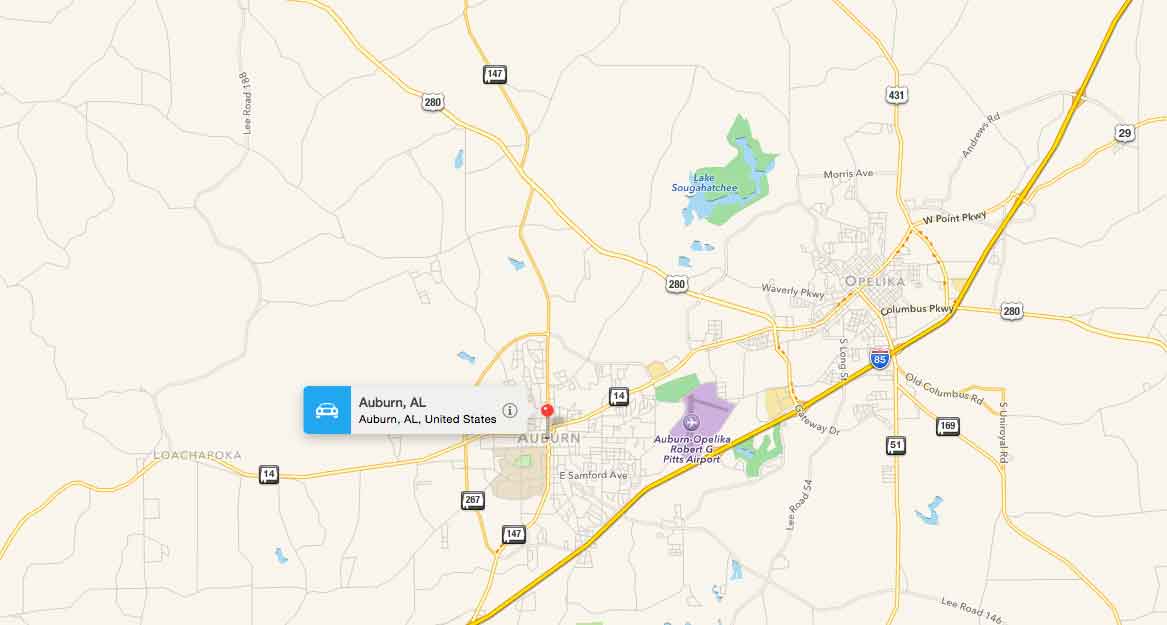 147
280
431
29
Lee Road 188
Andrews Rd
Morris Ave
Lake
Sougahatchee
W Point Pkwy
280
Waverly Pkwy
OPELIKA
Columbus Pkwy
280
S Long St
85
Old Columbus Rd
Auburn, AL
Auburn, AL, United States
i
14
S Uniroyal Rd
Gateway Dr
169
AUBURN
Auburn-Opelika
Robert G
Pitts Airport
51
LOACHAPOKA
14
E Samford Ave
267
Lee Road 54
147
Lee Road 146